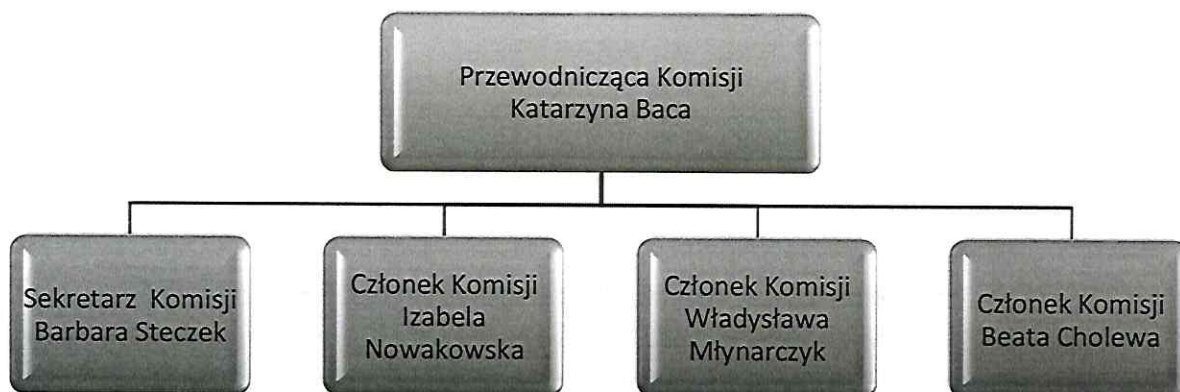 Przewodnicząca Komisji
Katarzyna Baca
Sekretarz Komisji
Barbara Steczek
Członek Komisji
Izabela
Nowakowska
Członek Komisji
Władysława
Młynarczyk
Członek Komisji
Beata Cholewa